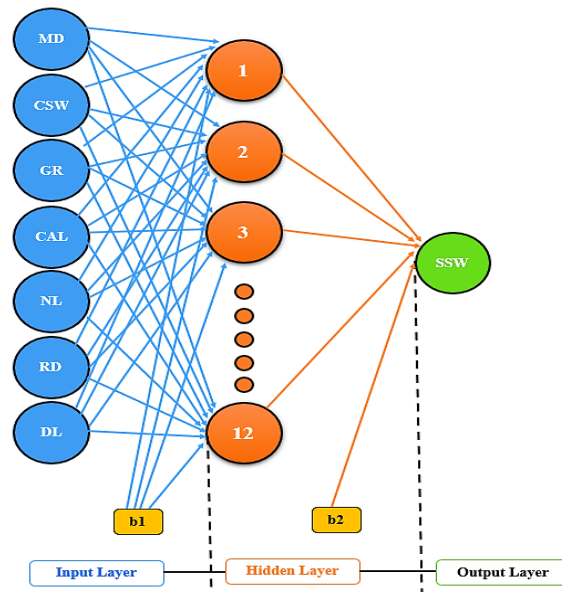 MD
CSW
GR
CAL
NL
RD
DL
1
2
3
12
SSW
b1
b2
Input Layer
Hidden Layer
Output Layer